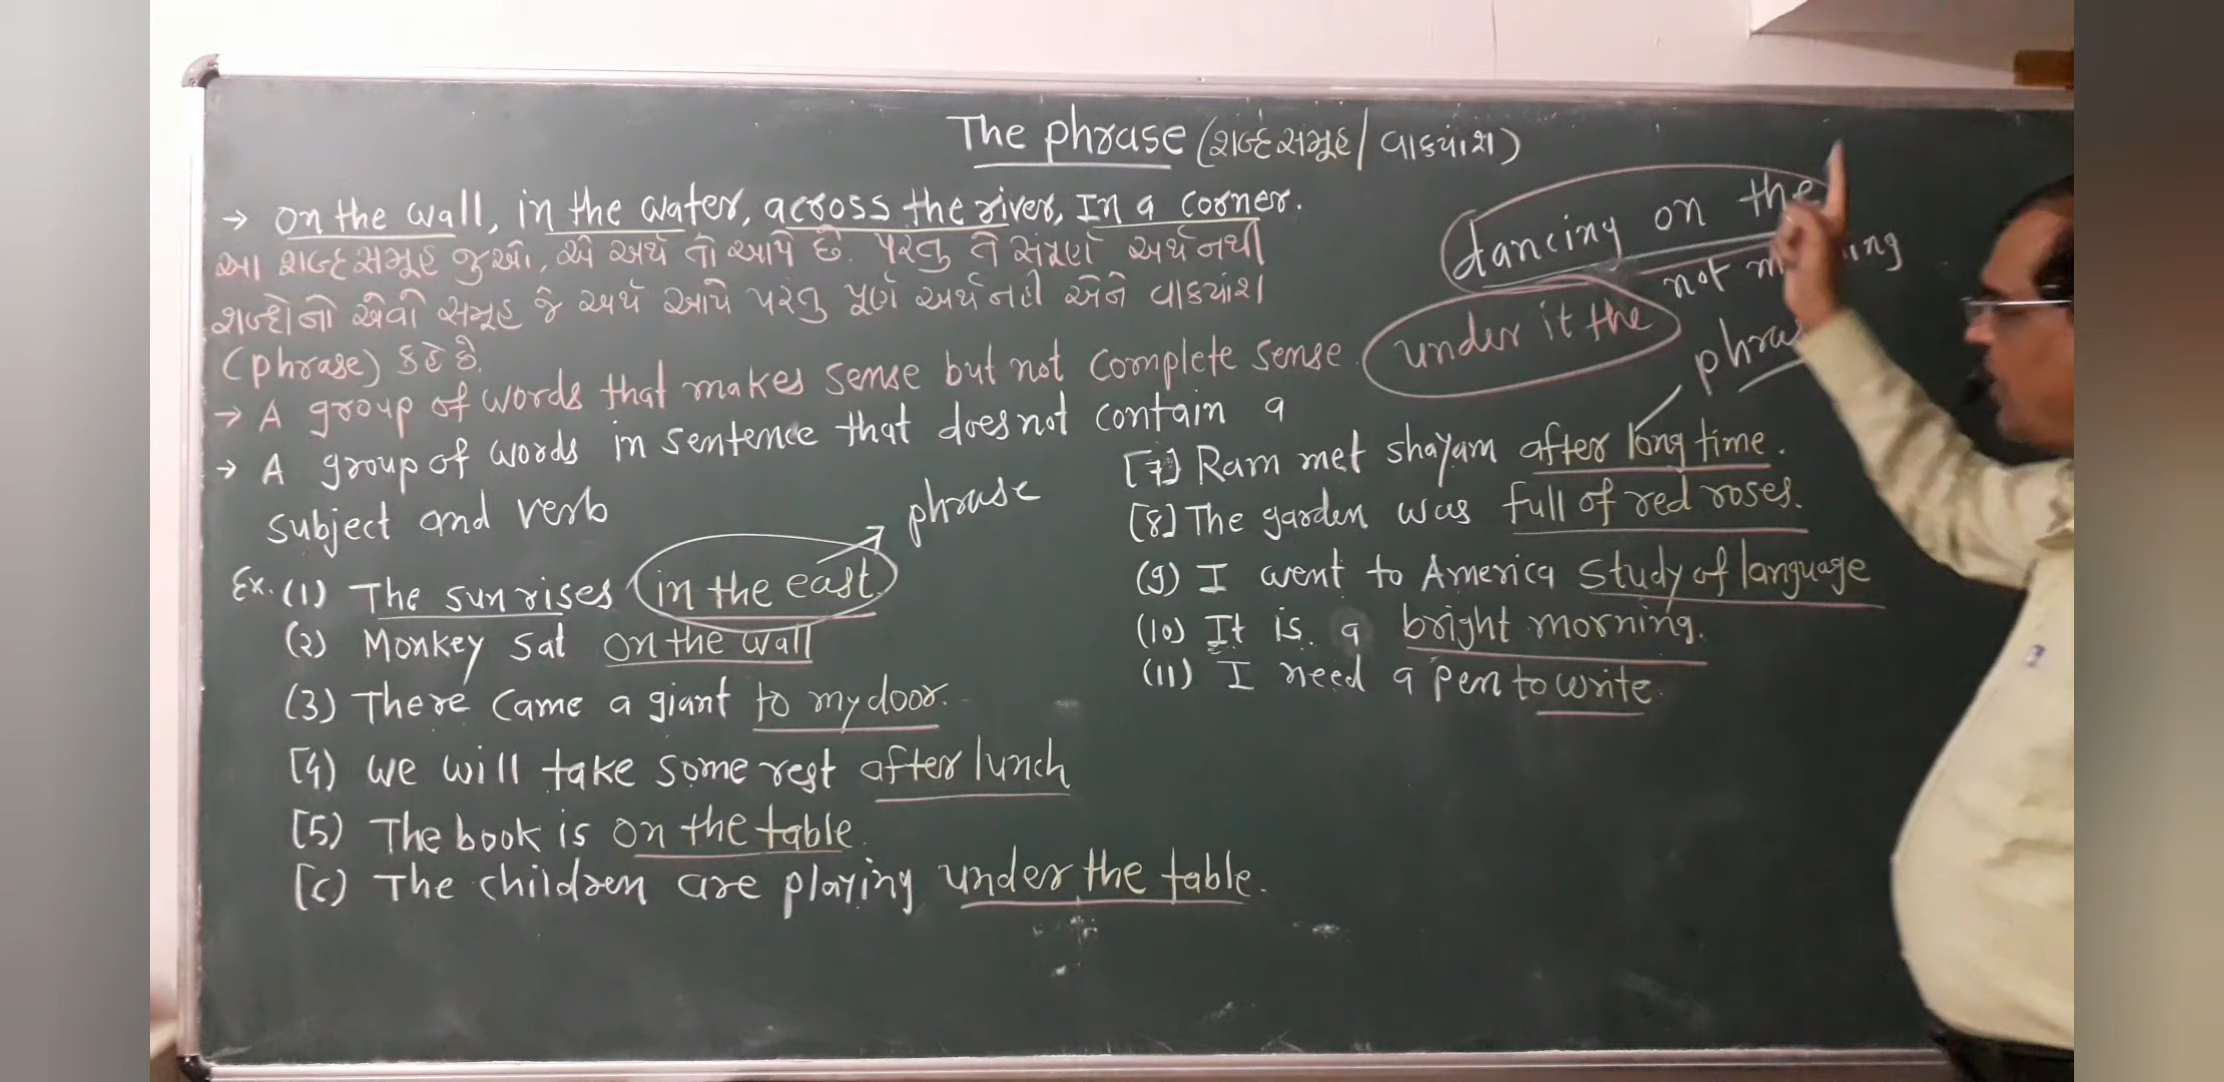 The phrase (શબ્દસમૂહ/વાક્યાંશ)
→ on the wall, in the water, across the river, In a corner.
આ શબ્દસમૂહ જુઓ, એ અર્થ તો આપે છે. પરંતુ તે સંપૂર્ણ અર્થ નથી
શબ્દોનો એવો સમૂહ જે અર્થ આપે પરંતુ પૂર્ણ અર્થ નહી એને વાક્યાંશ
(phrase) કહે છે.
→ A group of words that makes sense but not complete sense.
→ A group of words in sentence that does not contain a
subject and verb
phrase
Ex. (1) The sun rises in the east.
(2) Monkey sat on the wall
(3) There came a giant to my door.
(4) we will take some rest after lunch
(5) The book is on the table.
The children are playing under the table.
dancing on the
not
under it the
[7] Ram met shayam after long time.
[8] The garden was full of red roses.
(9) I went to America study of language
(10) It is a bright morning.
(11) I need a pen to write.